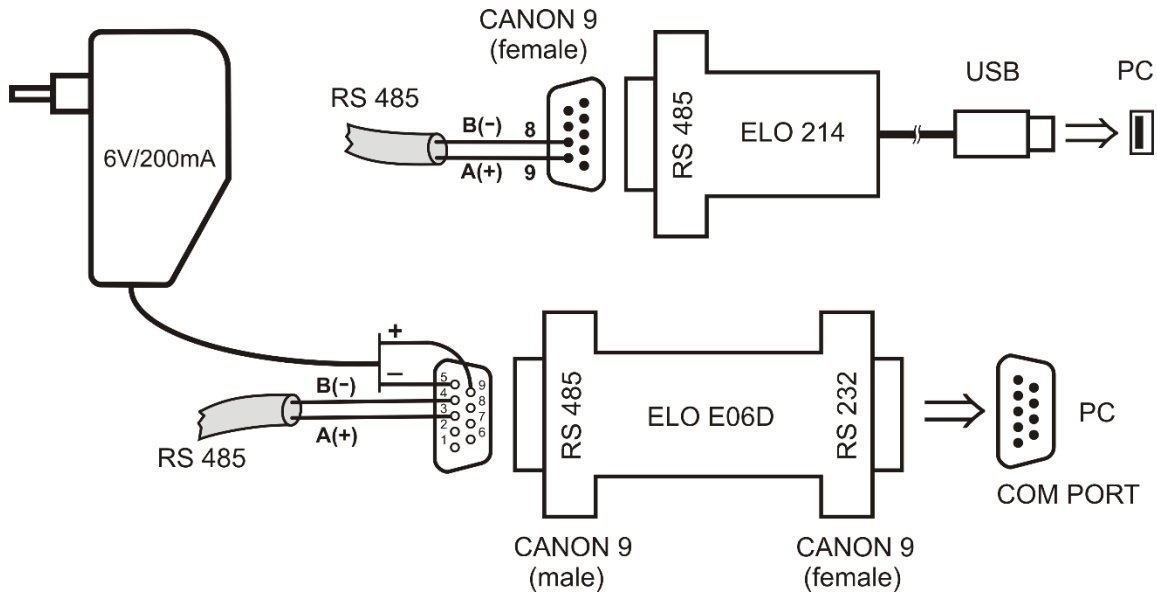 CANON 9
(female)
RS 485
B(−) 8
A(+) 9
RS 485
ELO 214
USB
PC
6V/200mA
+
−
B(−)
A(+)
RS 485
5
4
3
2
1
9
8
7
6
RS 485
ELO E06D
RS 232
PC
COM PORT
CANON 9
(male)
CANON 9
(female)